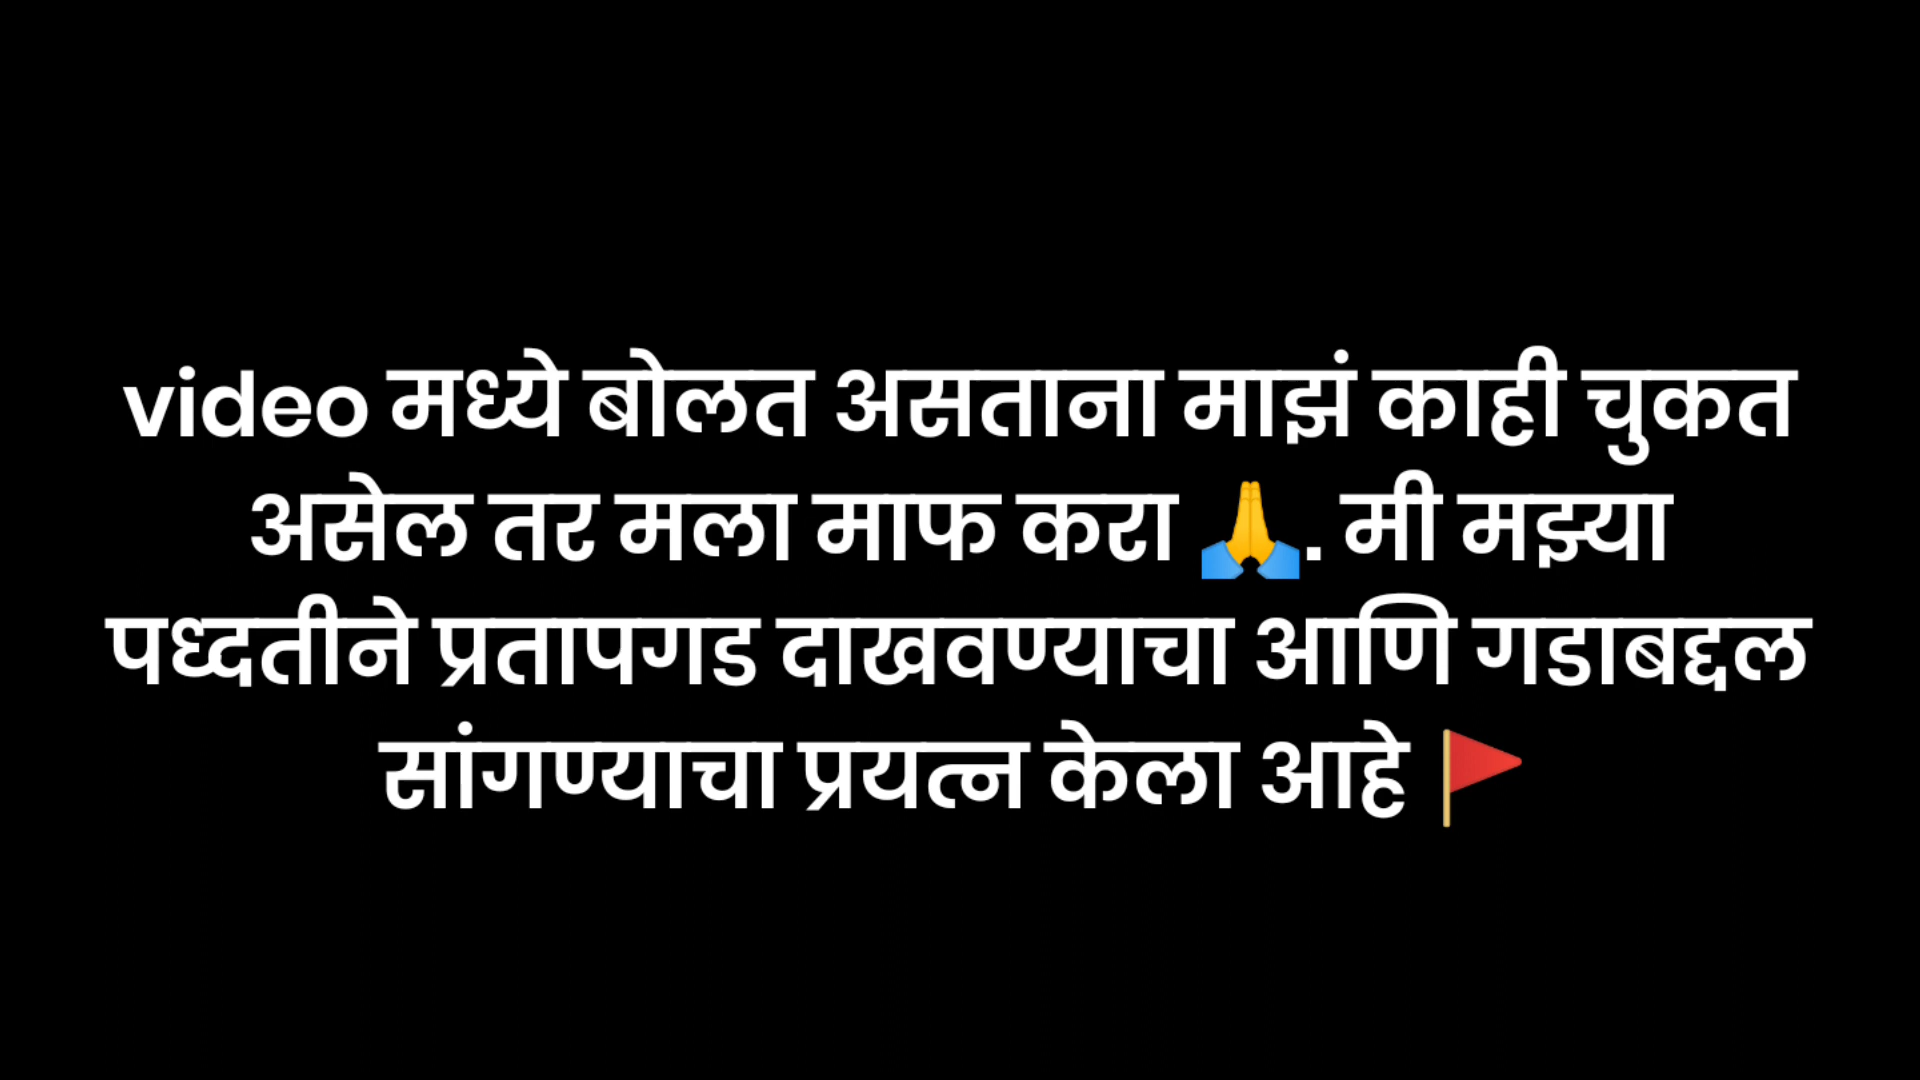 video मध्ये बोलत असताना माझं काही चुकत
असेल तर मला माफ करा 🙏. मी मझ्या
पध्दतीने प्रतापगड दाखवण्याचा आणि गडाबद्दल
सांगण्याचा प्रयत्न केला आहे 🚩